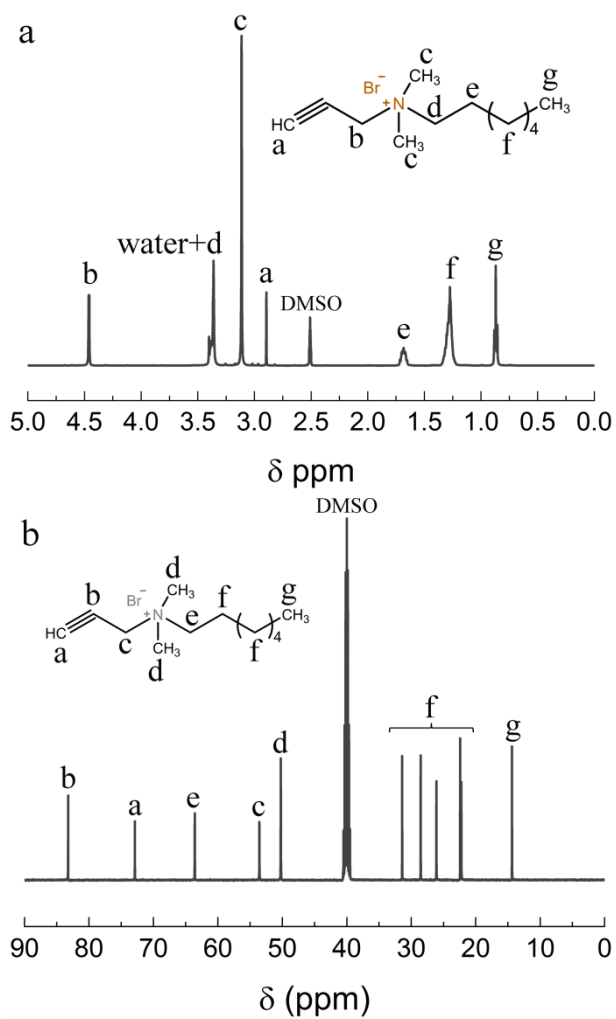 a
c
c
CH₃
Br⁻
e
g
CH₃
N
+
d
HC
4
b
f
a
CH₃
c
water+d
b
a
g
f
DMSO
e
5.0 4.5 4.0 3.5 3.0 2.5 2.0 1.5 1.0 0.5 0.0
δ ppm
DMSO
b
d
CH₃
b
f
g
Br⁻
CH₃
N
+
e
4
HC
a
c
CH₃
f
d
f
d
g
b
a
e
c
90 80 70 60 50 40 30 20 10 0
δ (ppm)